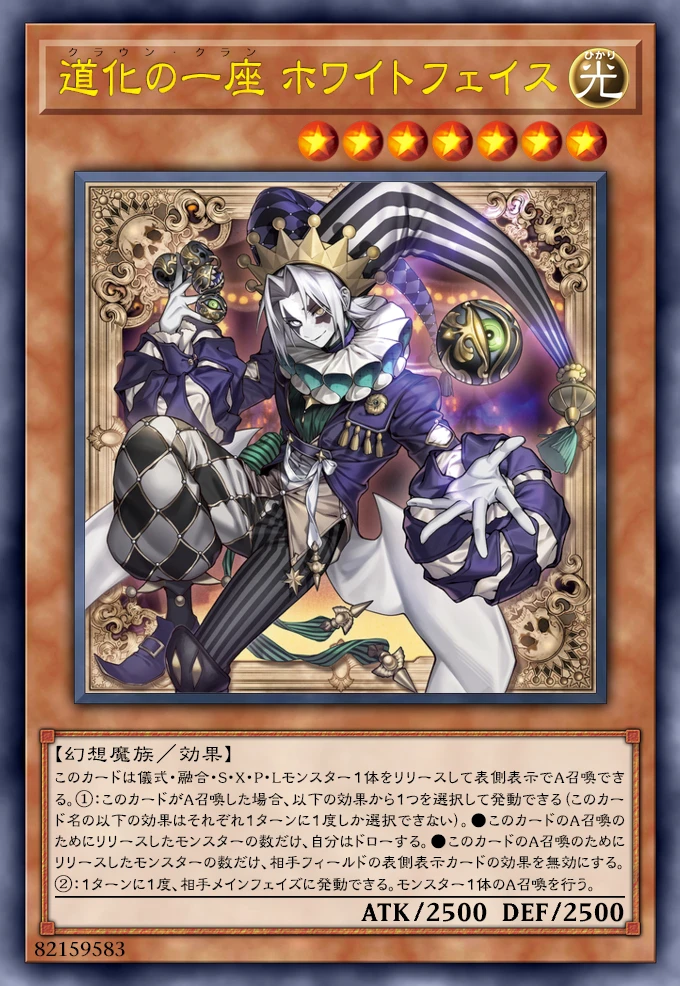 クラウン・クラン
道化の一座 ホワイトフェイス
ひかり
光
【幻想魔族／効果】
このカードは儀式・融合・S・X・P・Lモンスター1体をリリースして表側表示でA召喚でき
る。①：このカードがA召喚した場合、以下の効果から1つを選択して発動できる（このカー
ド名の以下の効果はそれぞれ1ターンに1度しか選択できない）。●このカードのA召喚の
ためにリリースしたモンスターの数だけ、自分はドローする。●このカードのA召喚のために
リリースしたモンスターの数だけ、相手フィールドの表側表示カードの効果を無効にする。
②：1ターンに1度、相手メインフェイズに発動できる。モンスター1体のA召喚を行う。
ATK/2500 DEF/2500
82159583